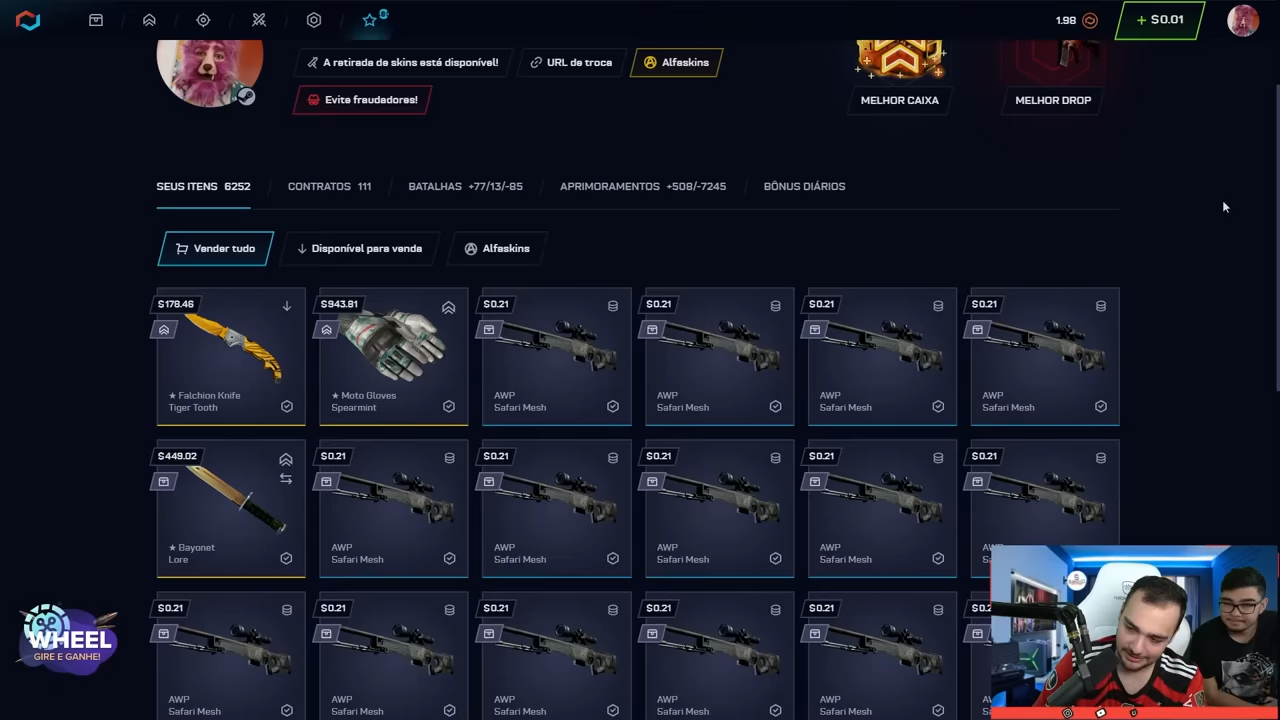 1.98
+ $0.01
A retirada de skins está disponível!
URL de troca
Alfaskins
Evite fraudadores!
MELHOR CAIXA
MELHOR DROP
SEUS ITENS 6252
CONTRATOS 111
BATALHAS +77/13/-85
APRIMORAMENTOS +508/-7245
BÔNUS DIÁRIOS
Vender tudo
Disponível para venda
Alfaskins
$178.46
$943.81
$0.21
$0.21
$0.21
$0.21
★ Falchion Knife
Tiger Tooth
★ Moto Gloves
Spearmint
AWP
Safari Mesh
AWP
Safari Mesh
AWP
Safari Mesh
AWP
Safari Mesh
$449.02
$0.21
$0.21
$0.21
$0.21
$0.21
★ Bayonet
Lore
AWP
Safari Mesh
AWP
Safari Mesh
AWP
Safari Mesh
AWP
Safari Mesh
AWP
Safari Mesh
$0.21
$0.21
$0.21
$0.21
$0.21
AWP
Safari Mesh
AWP
Safari Mesh
AWP
Safari Mesh
AWP
Safari Mesh
AWP
Safari Mesh
AWP
Safari Mesh
WHEEL
GIRE E GANHE!